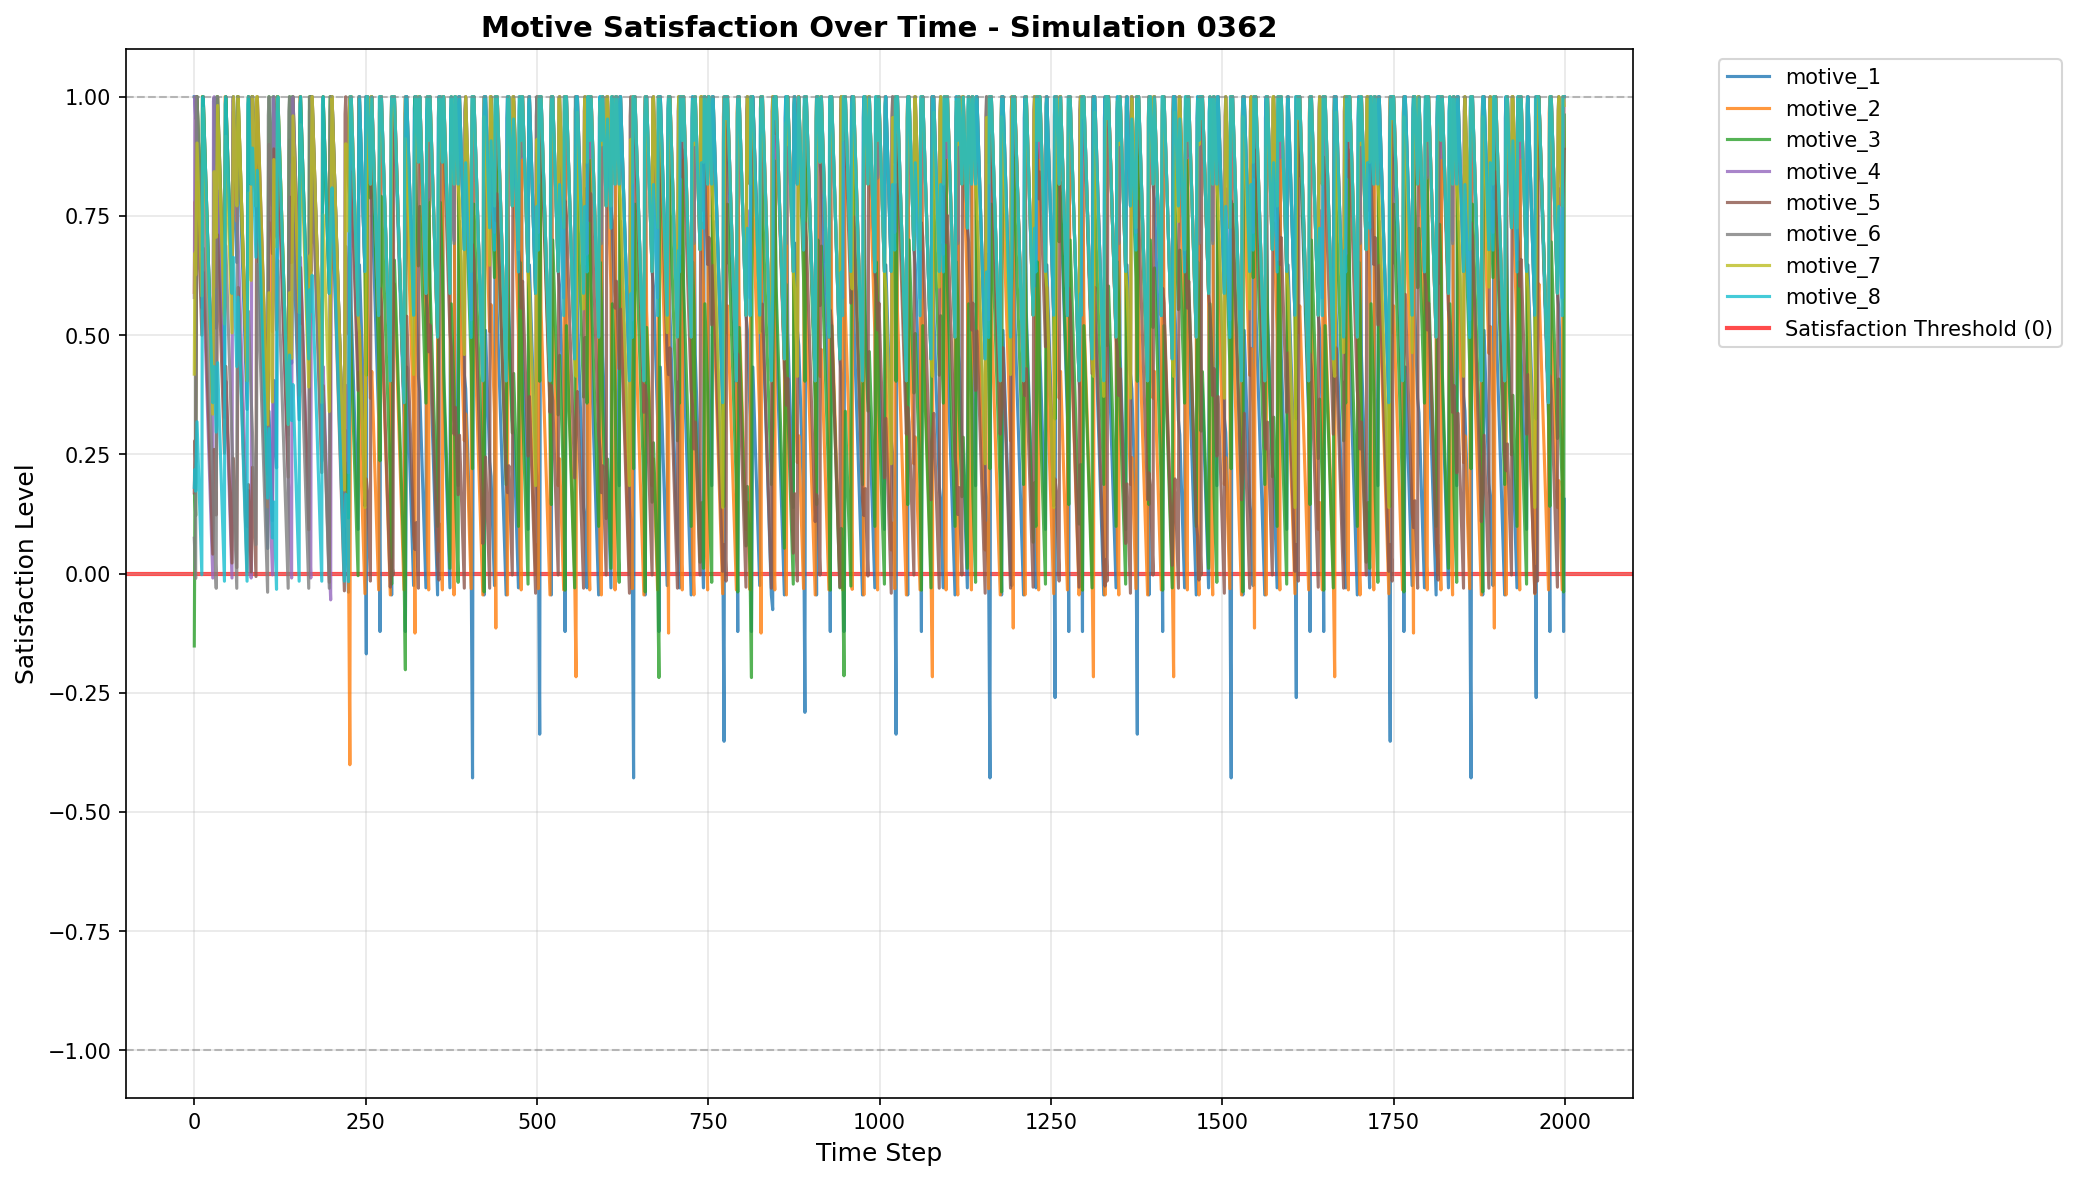 Motive Satisfaction Over Time - Simulation 0362
Satisfaction Level
1.00
0.75
0.50
0.25
0.00
−0.25
−0.50
−0.75
−1.00
0
250
500
750
1000
1250
1500
1750
2000
Time Step
motive_1
motive_2
motive_3
motive_4
motive_5
motive_6
motive_7
motive_8
Satisfaction Threshold (0)